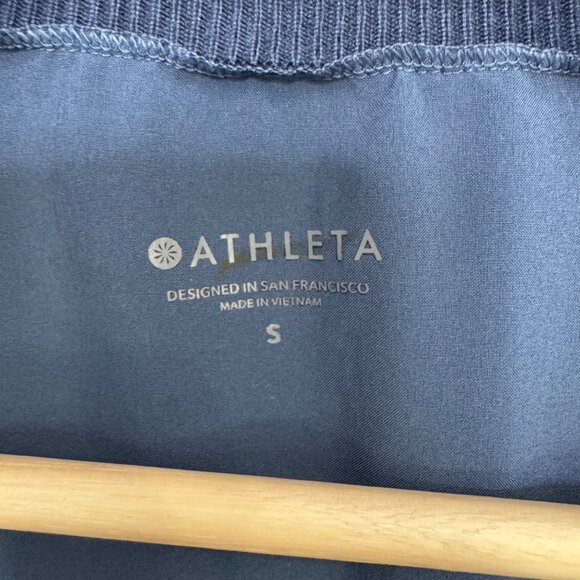 ATHLETA
DESIGNED IN SAN FRANCISCO
MADE IN VIETNAM
S